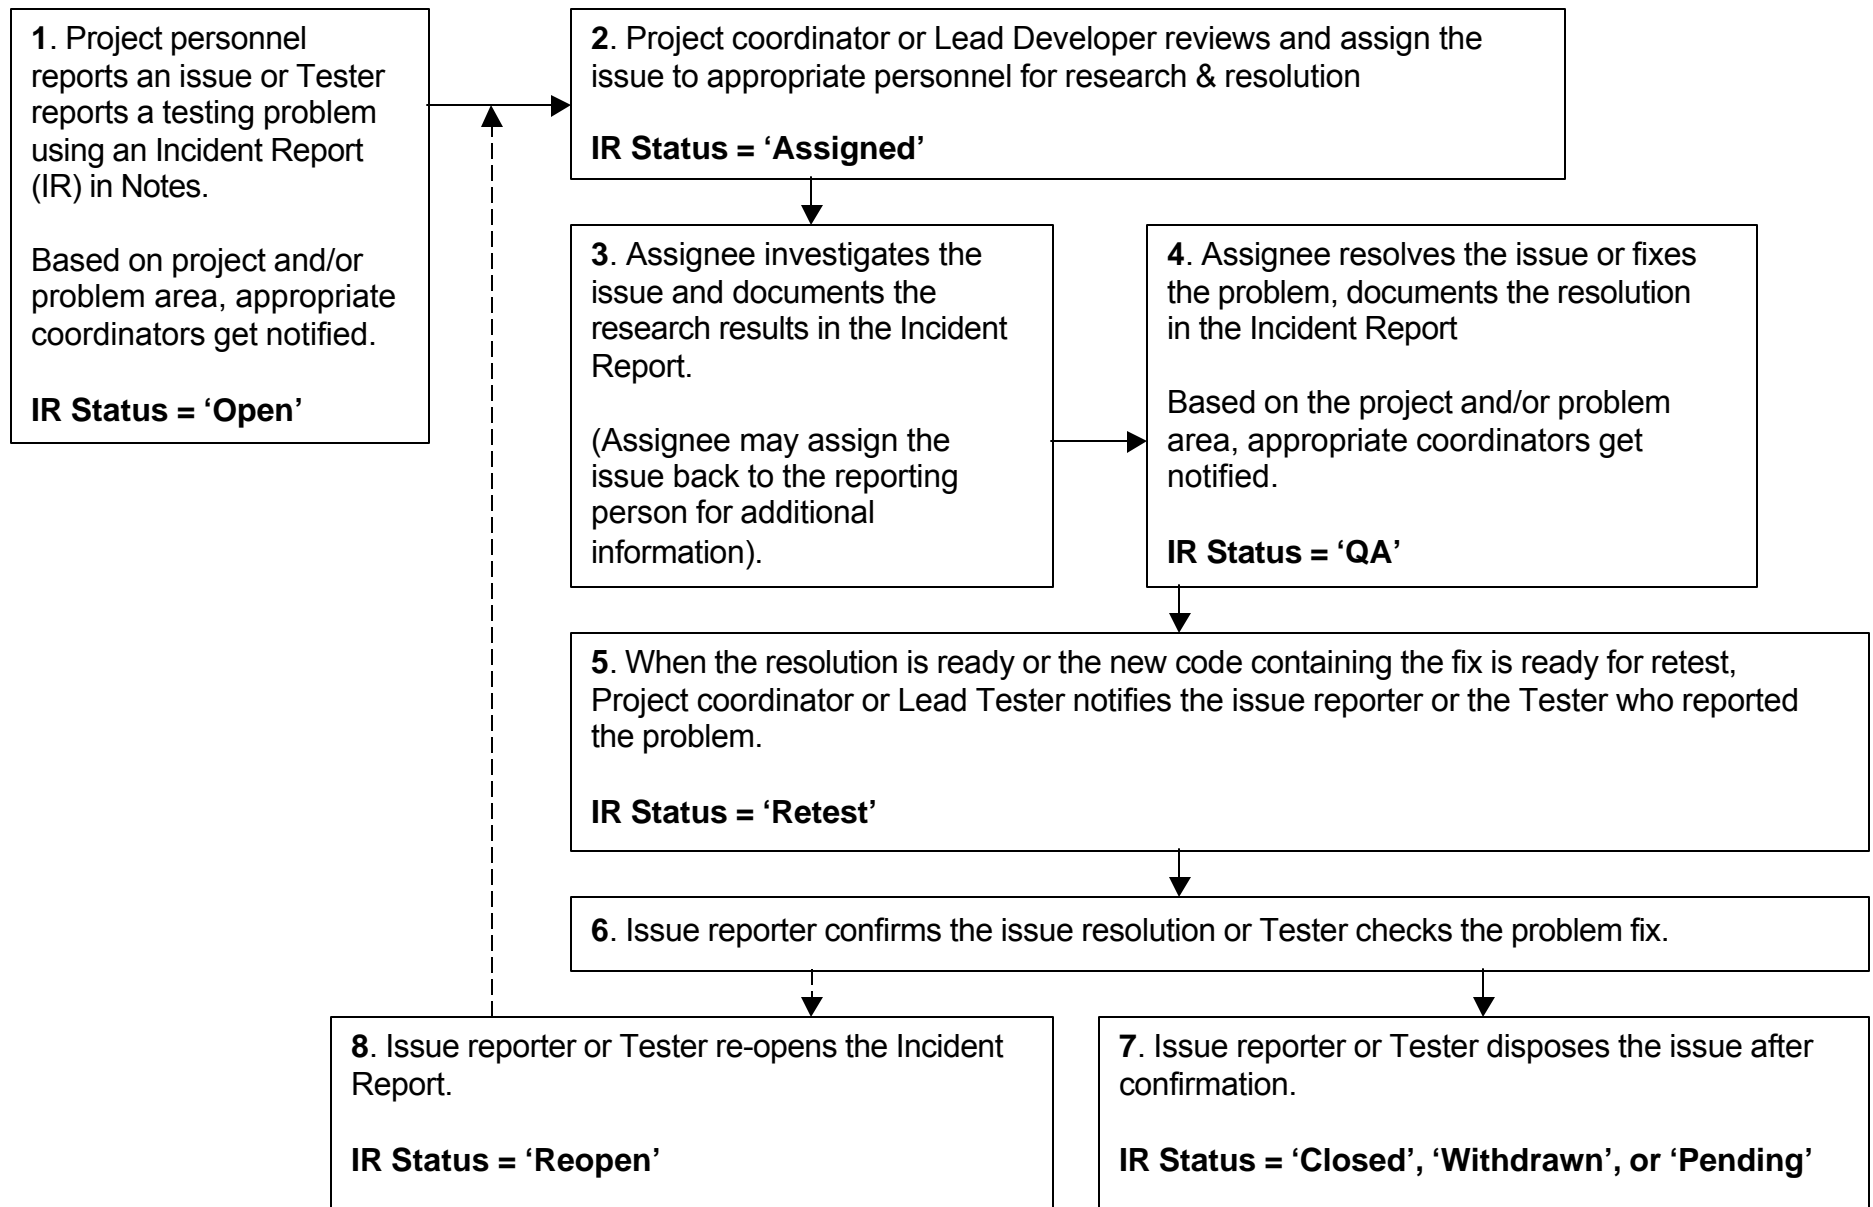 1. Project personnel
reports an issue or Tester
reports a testing problem
using an Incident Report
(IR) in Notes.
Based on project and/or
problem area, appropriate
coordinators get notified.
IR Status = ‘Open’
2. Project coordinator or Lead Developer reviews and assign the
issue to appropriate personnel for research & resolution
IR Status = ‘Assigned’
3. Assignee investigates the
issue and documents the
research results in the Incident
Report.
(Assignee may assign the
issue back to the reporting
person for additional
information).
4. Assignee resolves the issue or fixes
the problem, documents the resolution
in the Incident Report
Based on the project and/or problem
area, appropriate coordinators get
notified.
IR Status = ‘QA’
5. When the resolution is ready or the new code containing the fix is ready for retest,
Project coordinator or Lead Tester notifies the issue reporter or the Tester who reported
the problem.
IR Status = ‘Retest’
6. Issue reporter confirms the issue resolution or Tester checks the problem fix.
8. Issue reporter or Tester re-opens the Incident
Report.
IR Status = ‘Reopen’
7. Issue reporter or Tester disposes the issue after
confirmation.
IR Status = ‘Closed’, ‘Withdrawn’, or ‘Pending’